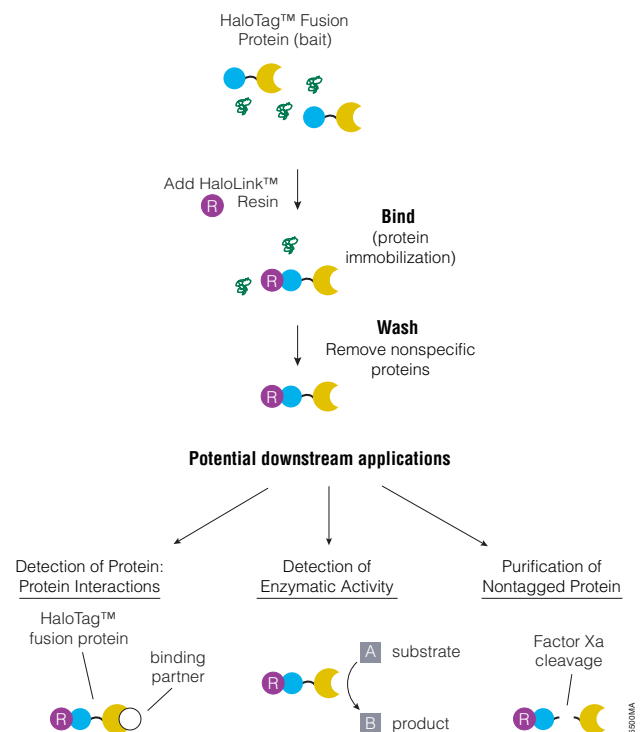 HaloTag™ Fusion
Protein (bait)
Add HaloLink™
Resin
R
Bind
(protein
immobilization)
R
Wash
Remove nonspecific
proteins
R
Potential downstream applications
Detection of Protein:
Protein Interactions
HaloTag™
fusion protein
binding
partner
R
Detection of
Enzymatic Activity
A substrate
R
B product
Purification of
Nontagged Protein
Factor Xa
cleavage
R